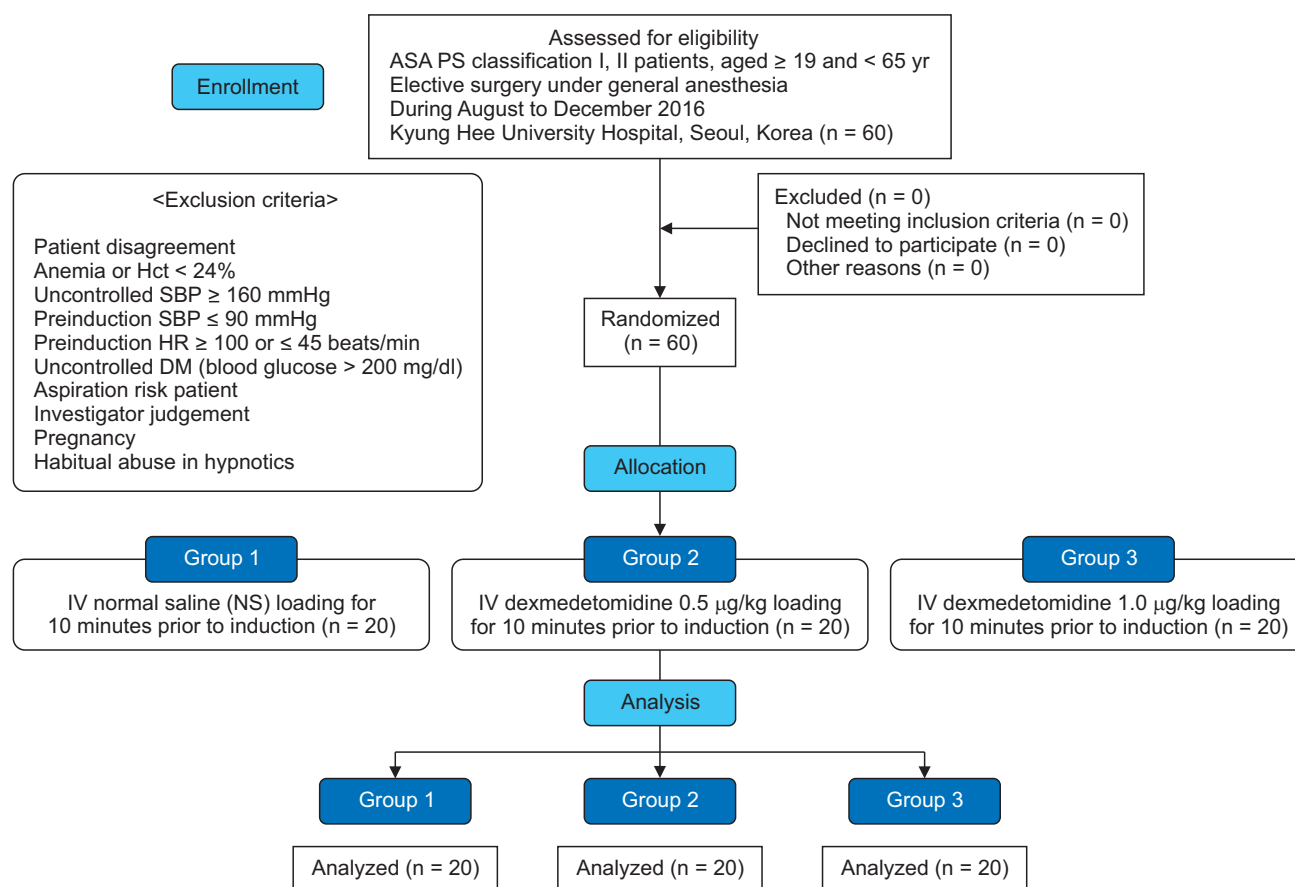 Assessed for eligibility
ASA PS classification I, II patients, aged ≥ 19 and < 65 yr
Elective surgery under general anesthesia
During August to December 2016
Kyung Hee University Hospital, Seoul, Korea (n = 60)
Enrollment
<Exclusion criteria>
Patient disagreement
Anemia or Hct < 24%
Uncontrolled SBP ≥ 160 mmHg
Preinduction SBP ≤ 90 mmHg
Preinduction HR ≥ 100 or ≤ 45 beats/min
Uncontrolled DM (blood glucose > 200 mg/dl)
Aspiration risk patient
Investigator judgement
Pregnancy
Habitual abuse in hypnotics
Excluded (n = 0)
Not meeting inclusion criteria (n = 0)
Declined to participate (n = 0)
Other reasons (n = 0)
Randomized
(n = 60)
Allocation
Group 1
IV normal saline (NS) loading for
10 minutes prior to induction (n = 20)
Group 2
IV dexmedetomidine 0.5 μg/kg loading
for 10 minutes prior to induction (n = 20)
Group 3
IV dexmedetomidine 1.0 μg/kg loading
for 10 minutes prior to induction (n = 20)
Analysis
Group 1
Group 2
Group 3
Analyzed (n = 20)
Analyzed (n = 20)
Analyzed (n = 20)